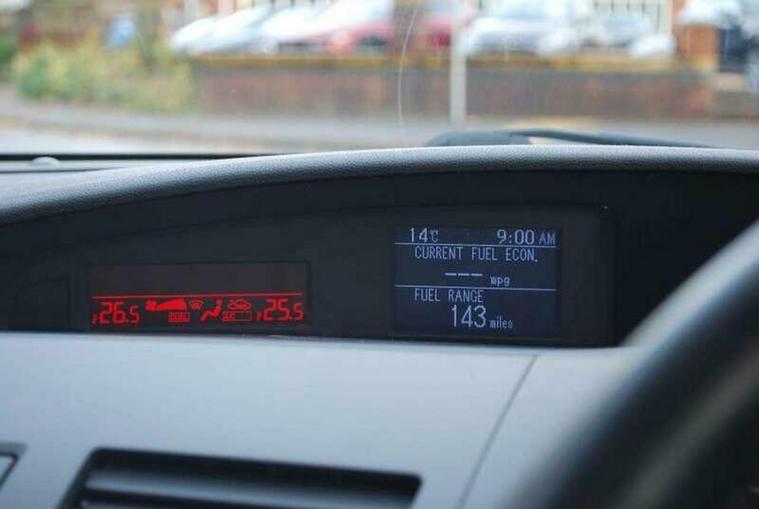 14°C 9:00 AM
CURRENT FUEL ECON.
--- mpg
FUEL RANGE
143 miles
26.5 25.5